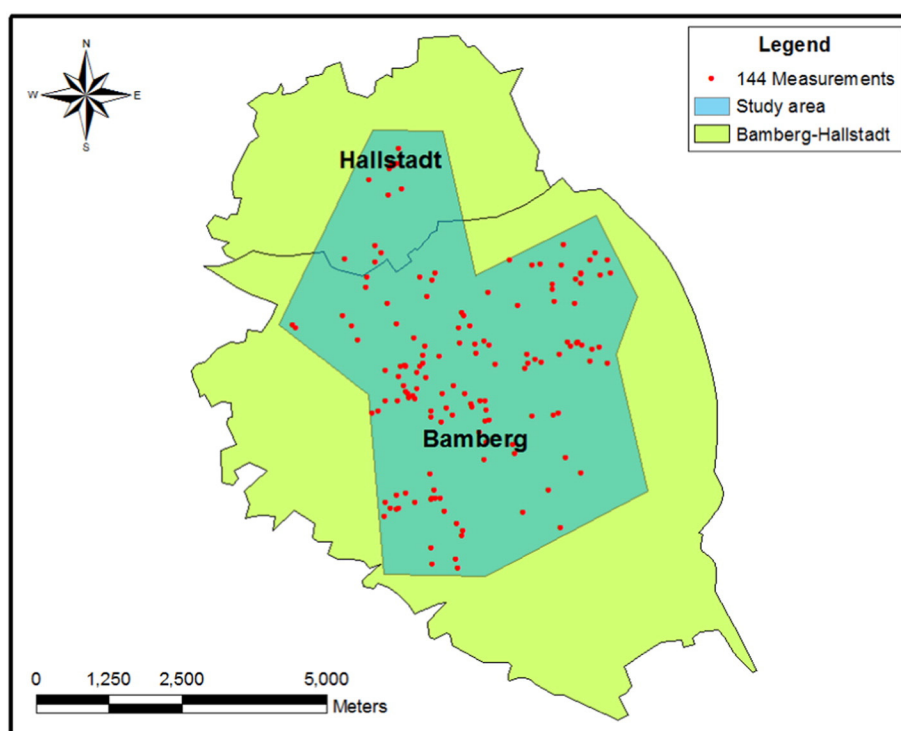 N
W E
S
Legend
144 Measurements
Study area
Bamberg-Hallstadt
Hallstadt
Bamberg
0 1,250 2,500 5,000
Meters